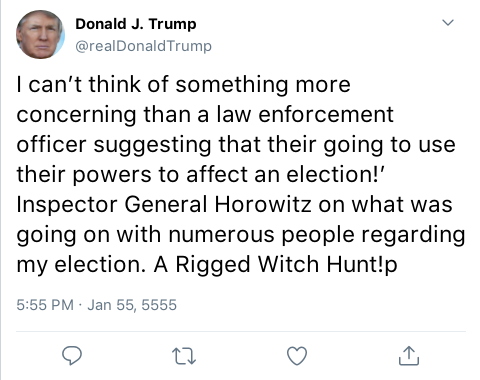 Donald J. Trump
@realDonaldTrump
I can’t think of something more
concerning than a law enforcement
officer suggesting that their going to use
their powers to affect an election!’
Inspector General Horowitz on what was
going on with numerous people regarding
my election. A Rigged Witch Hunt!p
5:55 PM · Jan 55, 5555